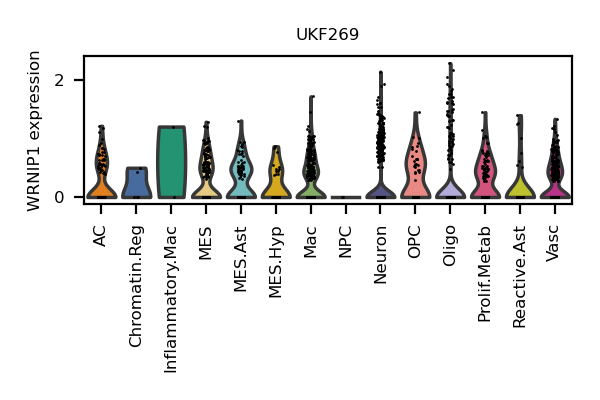 UKF269
WRNIP1 expression
2
0
AC
Chromatin.Reg
Inflammatory.Mac
MES
MES.Ast
MES.Hyp
Mac
NPC
Neuron
OPC
Oligo
Prolif.Metab
Reactive.Ast
Vasc